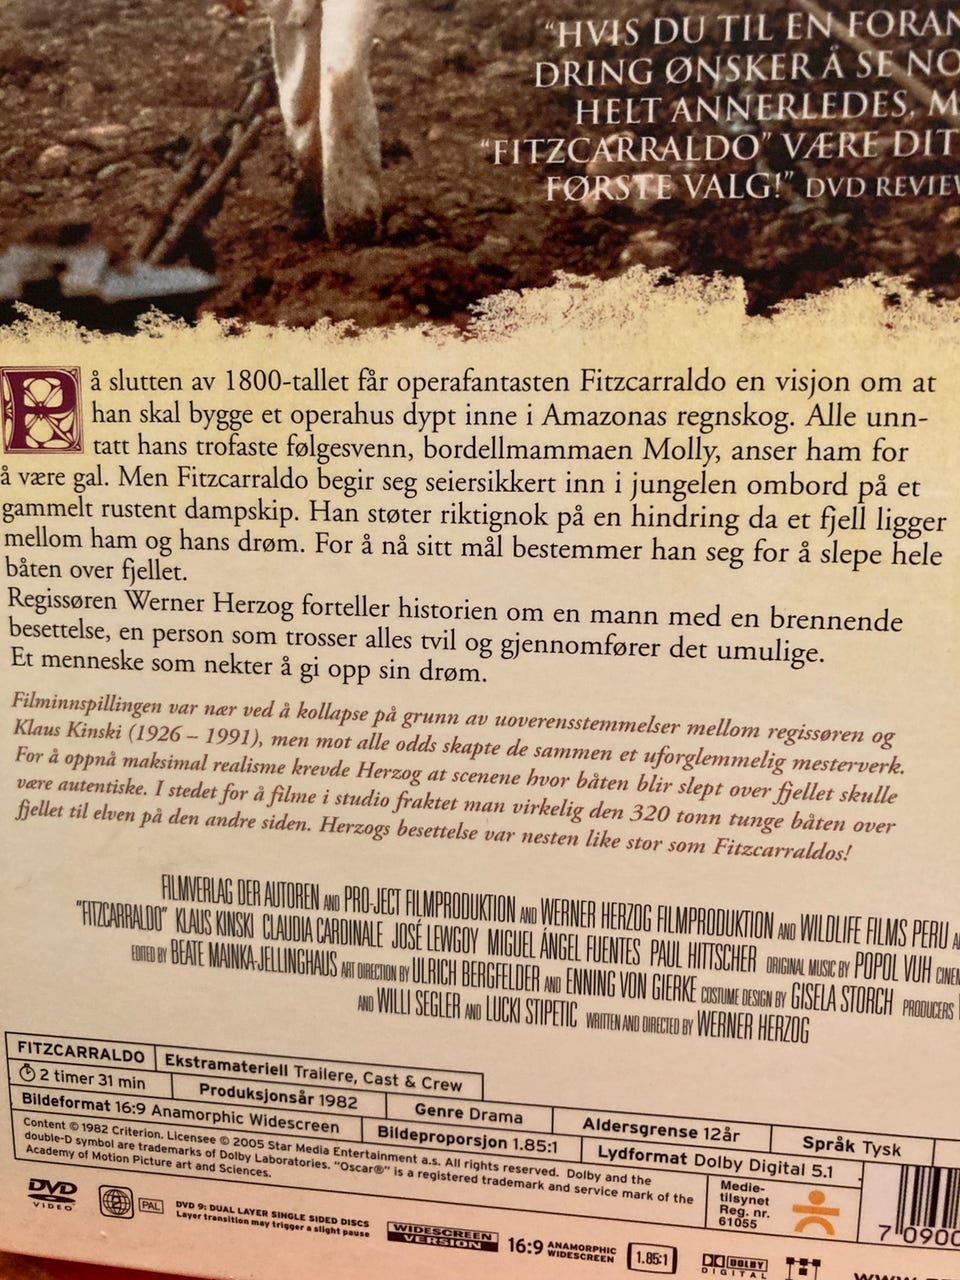 “HVIS DU TIL EN FORAN
DRING ØNSKER Å SE NO
HELT ANNERLEDES, M
“FITZCARRALDO” VÆRE DIT
FØRSTE VALG!” DVD REVIEW
På slutten av 1800-tallet får operafantasten Fitzcarraldo en visjon om at
han skal bygge et operahus dypt inne i Amazonas regnskog. Alle unn-
tatt hans trofaste følgesvenn, bordellmammaen Molly, anser ham for
å være gal. Men Fitzcarraldo begir seg seiersikkert inn i jungelen ombord på et
gammelt rustent dampskip. Han støter riktignok på en hindring da et fjell ligger
mellom ham og hans drøm. For å nå sitt mål bestemmer han seg for å slepe hele
båten over fjellet.
Regissøren Werner Herzog forteller historien om en mann med en brennende
besettelse, en person som trosser alles tvil og gjennomfører det umulige.
Et menneske som nekter å gi opp sin drøm.
Filminnspillingen var nær ved å kollapse på grunn av uoverensstemmelser mellom regissøren og
Klaus Kinski (1926 – 1991), men mot alle odds skapte de sammen et uforglemmelig mesterverk.
For å oppnå maksimal realisme krevde Herzog at scenene hvor båten blir slept over fjellet skulle
være autentiske. I stedet for å filme i studio fraktet man virkelig den 320 tonn tunge båten over
fjellet til elven på den andre siden. Herzogs besettelse var nesten like stor som Fitzcarraldos!
FILMVERLAG DER AUTOREN AND PRO-JECT FILMPRODUKTION AND WERNER HERZOG FILMPRODUKTION AND WILDLIFE FILMS PERU A
“FITZCARRALDO” KLAUS KINSKI CLAUDIA CARDINALE JOSÉ LEWGOY MIGUEL ÁNGEL FUENTES PAUL HITTSCHER ORIGINAL MUSIC BY POPOL VUH CINEM
EDITED BY BEATE MAINKA-JELLINGHAUS ART DIRECTION BY ULRICH BERGFELDER AND ENNING VON GIERKE COSTUME DESIGN BY GISELA STORCH PRODUCERS
AND WILLI SEGLER AND LUCKI STIPETIC WRITTEN AND DIRECTED BY WERNER HERZOG
FITZCARRALDO Ekstramateriell Trailere, Cast & Crew
2 timer 31 min Produksjonsår 1982 Genre Drama Aldersgrense 12år Språk Tysk
Bildeformat 16:9 Anamorphic Widescreen Bildeproporsjon 1.85:1 Lydformat Dolby Digital 5.1
Content © 1982 Criterion. Licensee © 2005 Star Media Entertainment a.s. All rights reserved. Dolby and the
double-D symbol are trademarks of Dolby Laboratories. “Oscar®” is a registered trademark and service mark of the
Academy of Motion Picture art and Sciences.
Medie-
tilsynet
Reg. nr.
61055
7 0900
DVD
VIDEO
2
PAL
DVD 9: DUAL LAYER SINGLE SIDED DISCS
Layer transition may trigger a slight pause
WIDESCREEN
VERSION
16:9 ANAMORPHIC
WIDESCREEN
1.85:1
DOLBY
DIGITAL